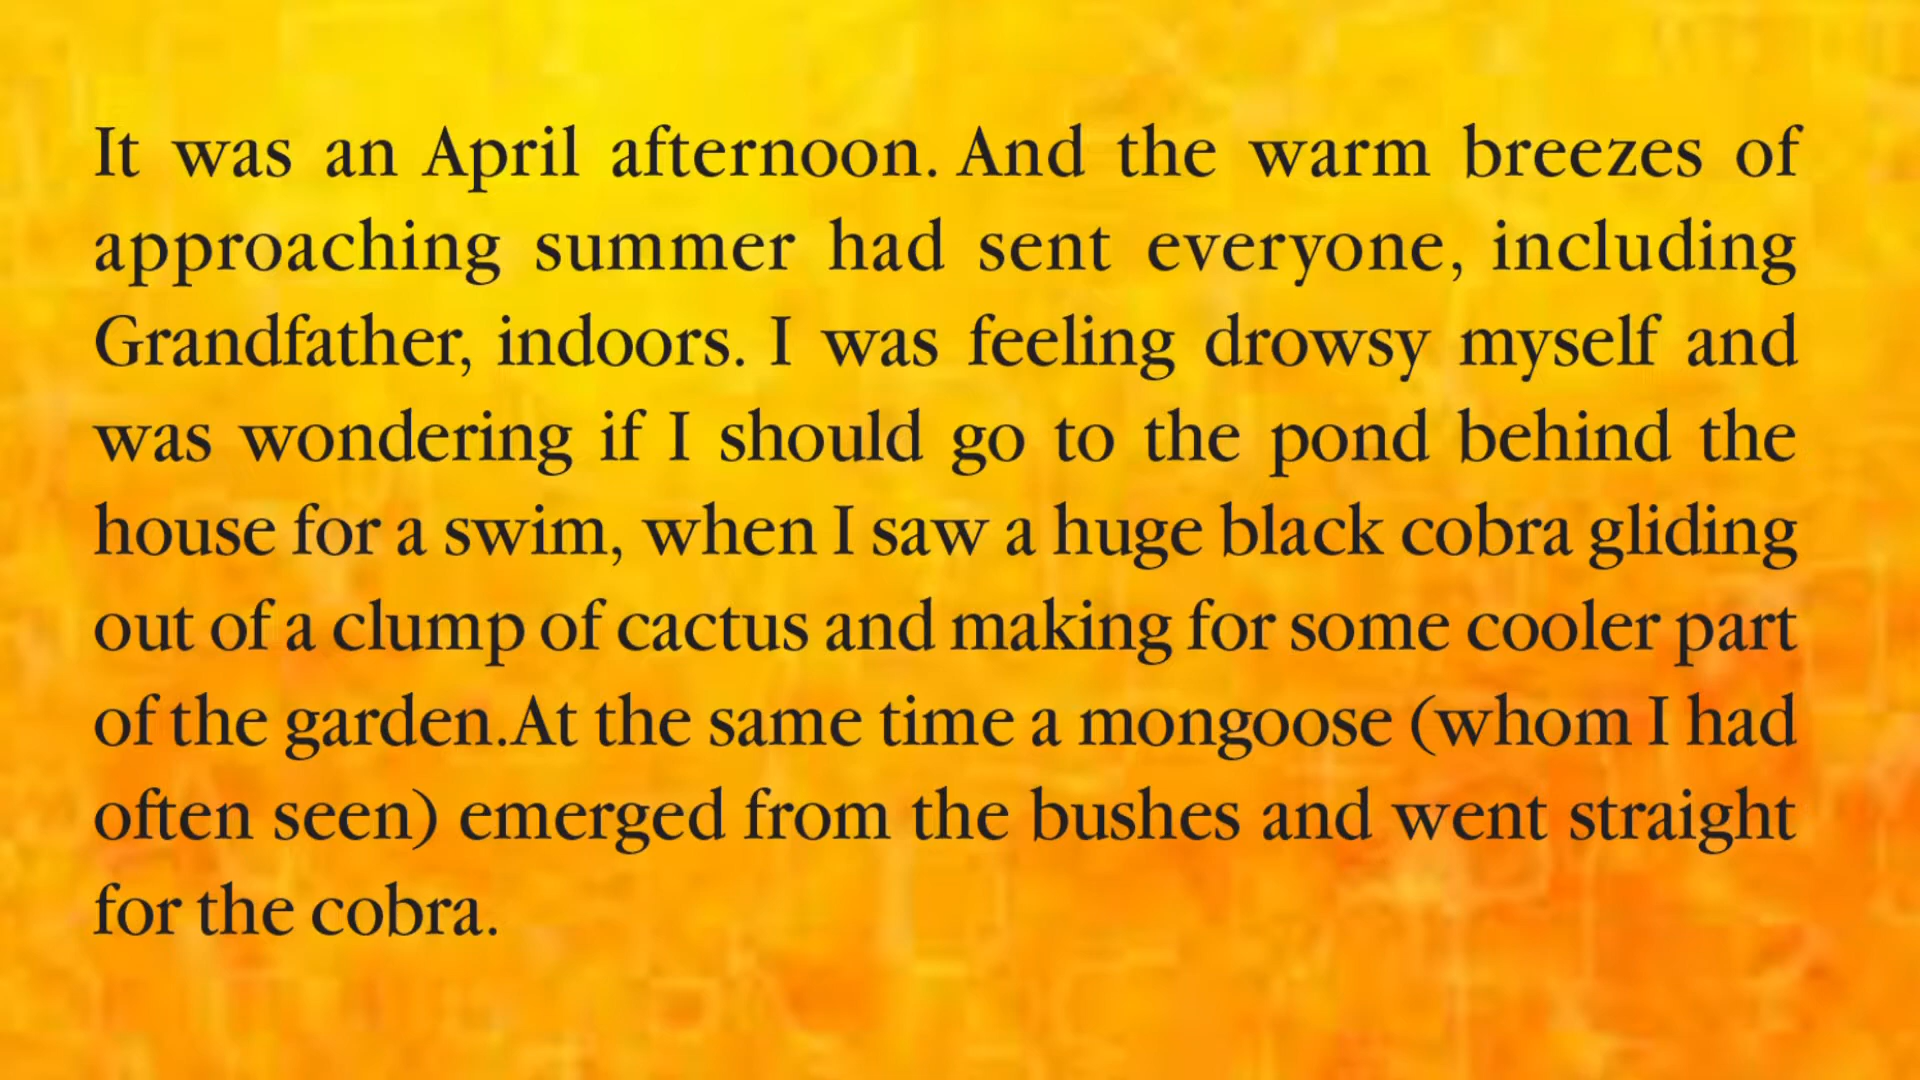 It was an April afternoon. And the warm breezes of
approaching summer had sent everyone, including
Grandfather, indoors. I was feeling drowsy myself and
was wondering if I should go to the pond behind the
house for a swim, when I saw a huge black cobra gliding
out of a clump of cactus and making for some cooler part
of the garden.At the same time a mongoose (whom I had
often seen) emerged from the bushes and went straight
for the cobra.